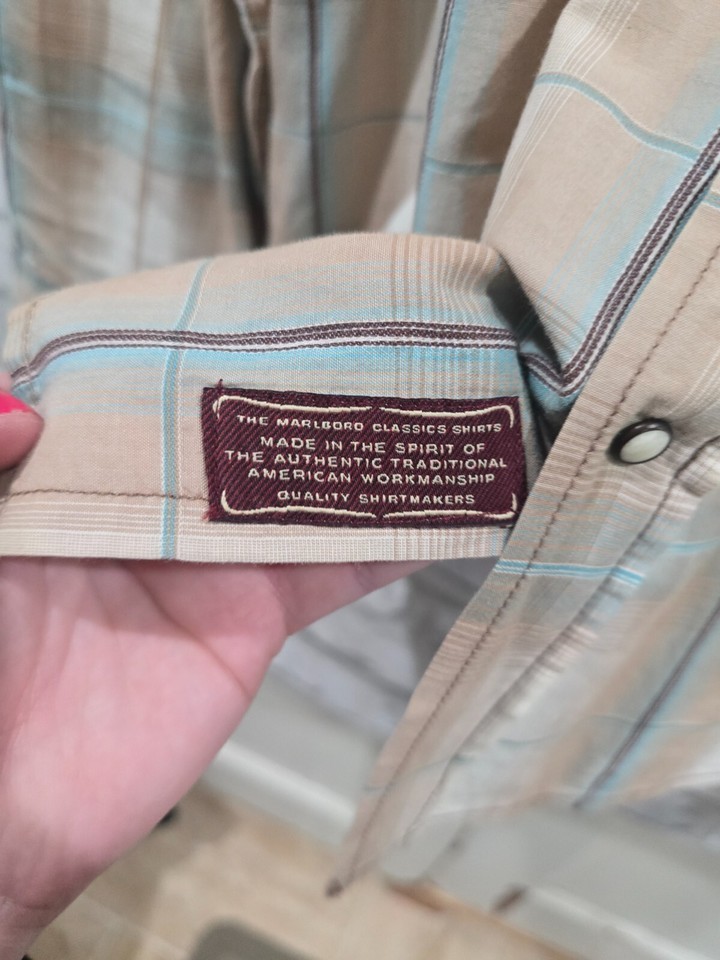 THE MARLBORO CLASSICS SHIRTS
MADE IN THE SPIRIT OF
THE AUTHENTIC TRADITIONAL
AMERICAN WORKMANSHIP
QUALITY SHIRTMAKERS